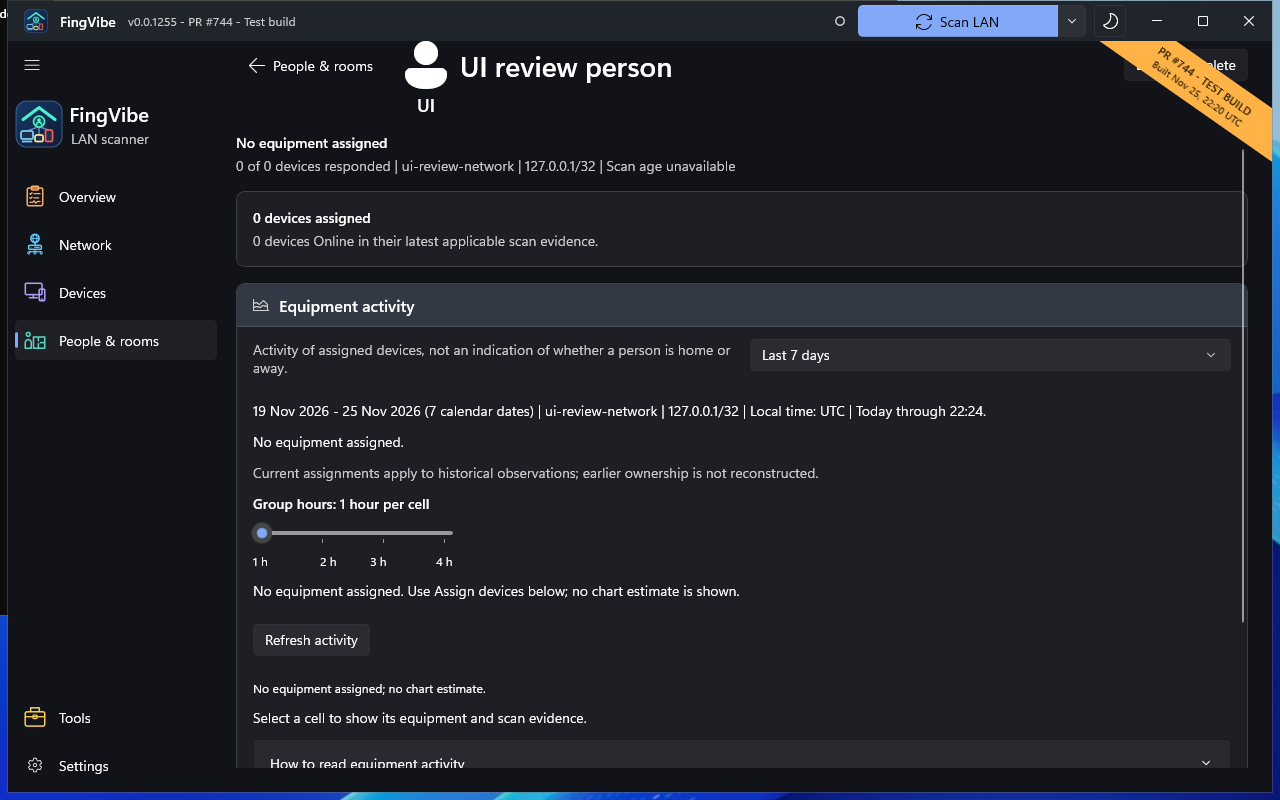 FingVibe
v0.0.1255 - PR #744 - Test build
Scan LAN
People & rooms
UI review person
UI
PR #744 - TEST BUILD
Built Nov 25, 22:20 UTC
FingVibe
LAN scanner
Overview
Network
Devices
People & rooms
Tools
Settings
No equipment assigned
0 of 0 devices responded | ui-review-network | 127.0.0.1/32 | Scan age unavailable
0 devices assigned
0 devices Online in their latest applicable scan evidence.
Equipment activity
Activity of assigned devices, not an indication of whether a person is home or
away.
Last 7 days
19 Nov 2026 - 25 Nov 2026 (7 calendar dates) | ui-review-network | 127.0.0.1/32 | Local time: UTC | Today through 22:24.
No equipment assigned.
Current assignments apply to historical observations; earlier ownership is not reconstructed.
Group hours: 1 hour per cell
1 h
2 h
3 h
4 h
No equipment assigned. Use Assign devices below; no chart estimate is shown.
Refresh activity
No equipment assigned; no chart estimate.
Select a cell to show its equipment and scan evidence.
How to read equipment activity